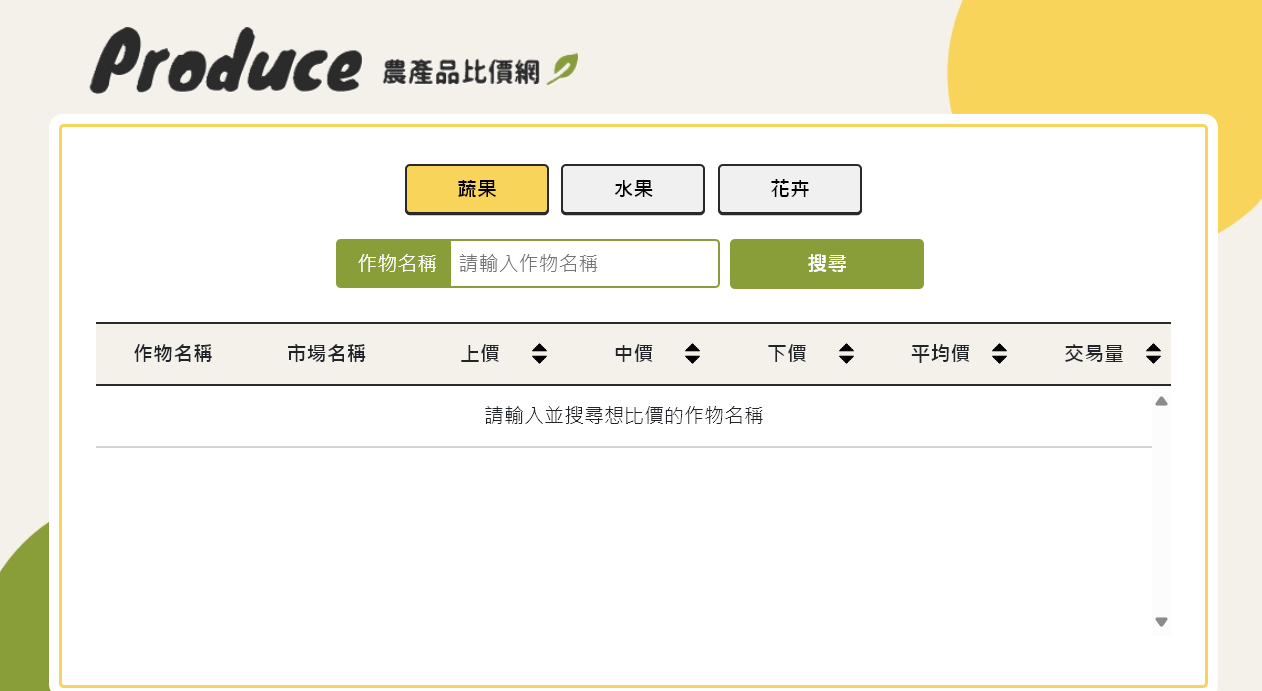 Produce 農產品比價網
蔬果 水果 花卉
作物名稱 請輸入作物名稱 搜尋
作物名稱 市場名稱 上價 中價 下價 平均價 交易量
請輸入並搜尋想比價的作物名稱